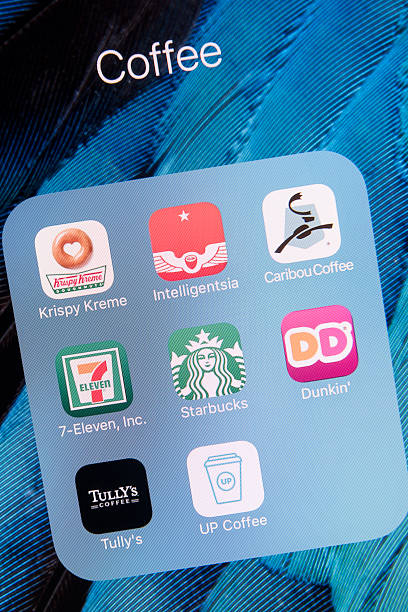 Coffee
Krispy Kreme
DOUGHNUTS
Krispy Kreme
Intelligentsia
Caribou Coffee
7
ELEVEN
7-Eleven, Inc.
Starbucks
DD
Dunkin'
TULLY'S
COFFEE
Tully's
UP
UP Coffee